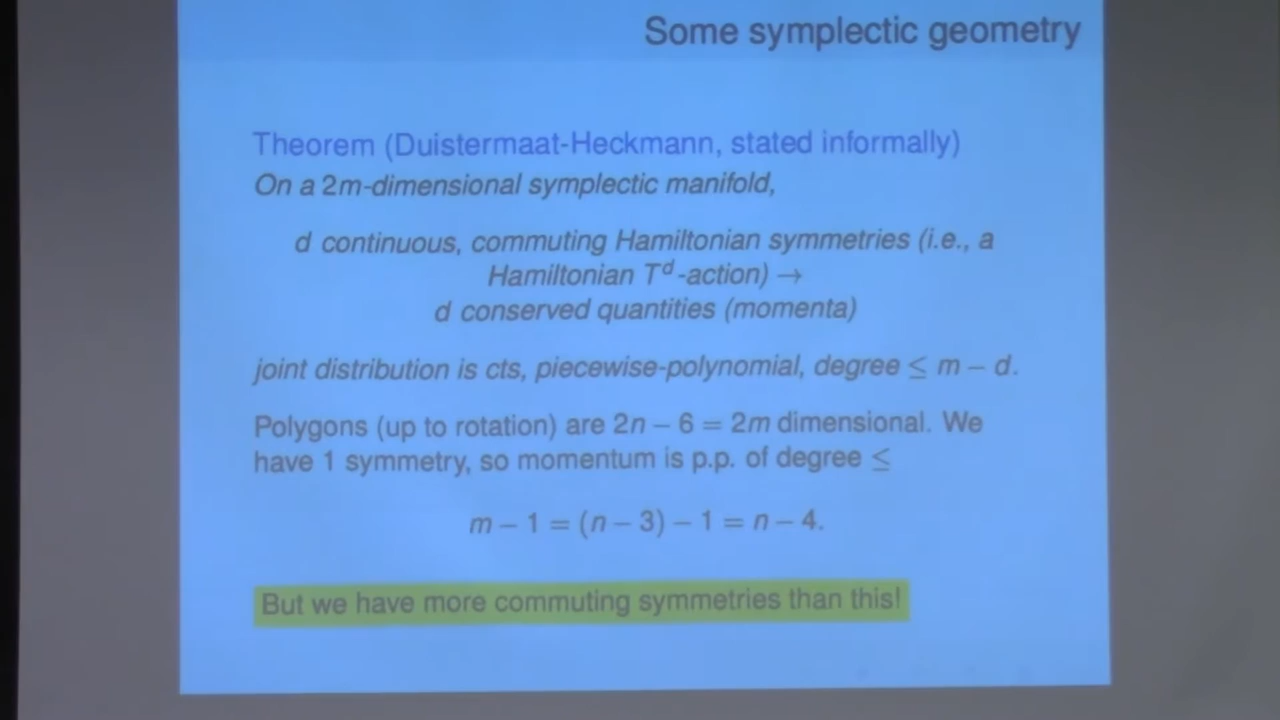 Some symplectic geometry
Theorem (Duistermaat-Heckmann, stated informally)
On a 2m-dimensional symplectic manifold,
d continuous, commuting Hamiltonian symmetries (i.e., a
Hamiltonian Tᵈ-action) →
d conserved quantities (momenta)
joint distribution is cts, piecewise-polynomial, degree ≤ m − d.
Polygons (up to rotation) are 2n − 6 = 2m dimensional. We
have 1 symmetry, so momentum is p.p. of degree ≤
m − 1 = (n − 3) − 1 = n − 4.
But we have more commuting symmetries than this!